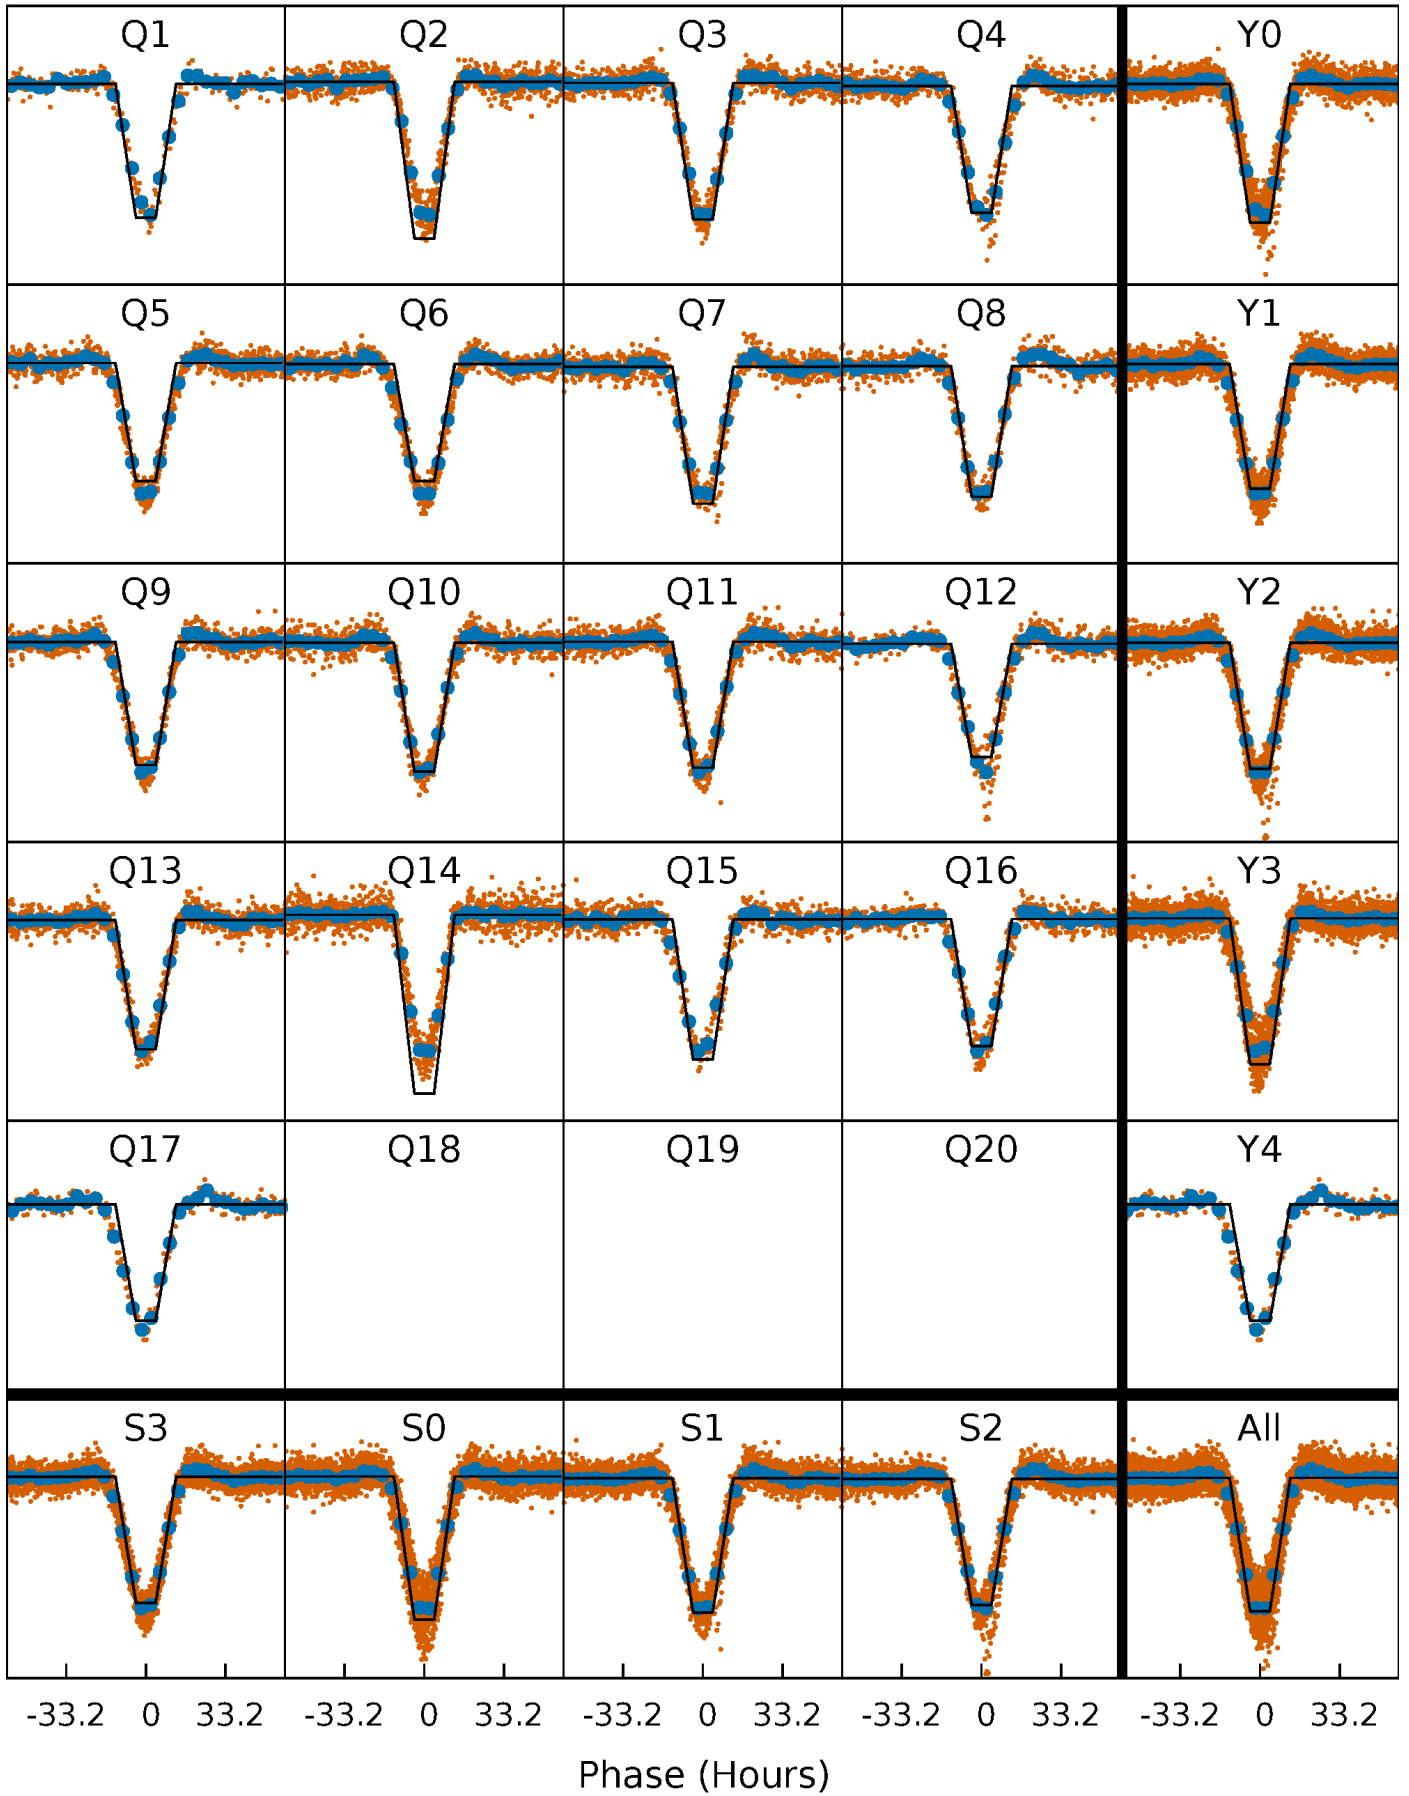 Q1 Q2 Q3 Q4 Y0
Q5 Q6 Q7 Q8 Y1
Q9 Q10 Q11 Q12 Y2
Q13 Q14 Q15 Q16 Y3
Q17 Q18 Q19 Q20 Y4
S3 S0 S1 S2 All
-33.2 0 33.2 -33.2 0 33.2 -33.2 0 33.2 -33.2 0 33.2 -33.2 0 33.2
Phase (Hours)